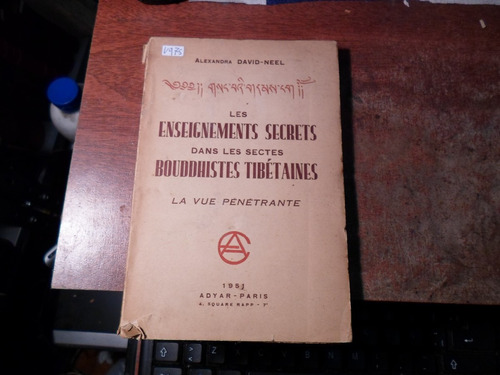 6975
ALEXANDRA DAVID-NEEL
LES
ENSEIGNEMENTS SECRETS
DANS LES SECTES
BOUDDHISTES TIBÉTAINES
LA VUE PÉNÉTRANTE
1951
ADYAR - PARIS
4, SQUARE RAPP - 7ᵉ